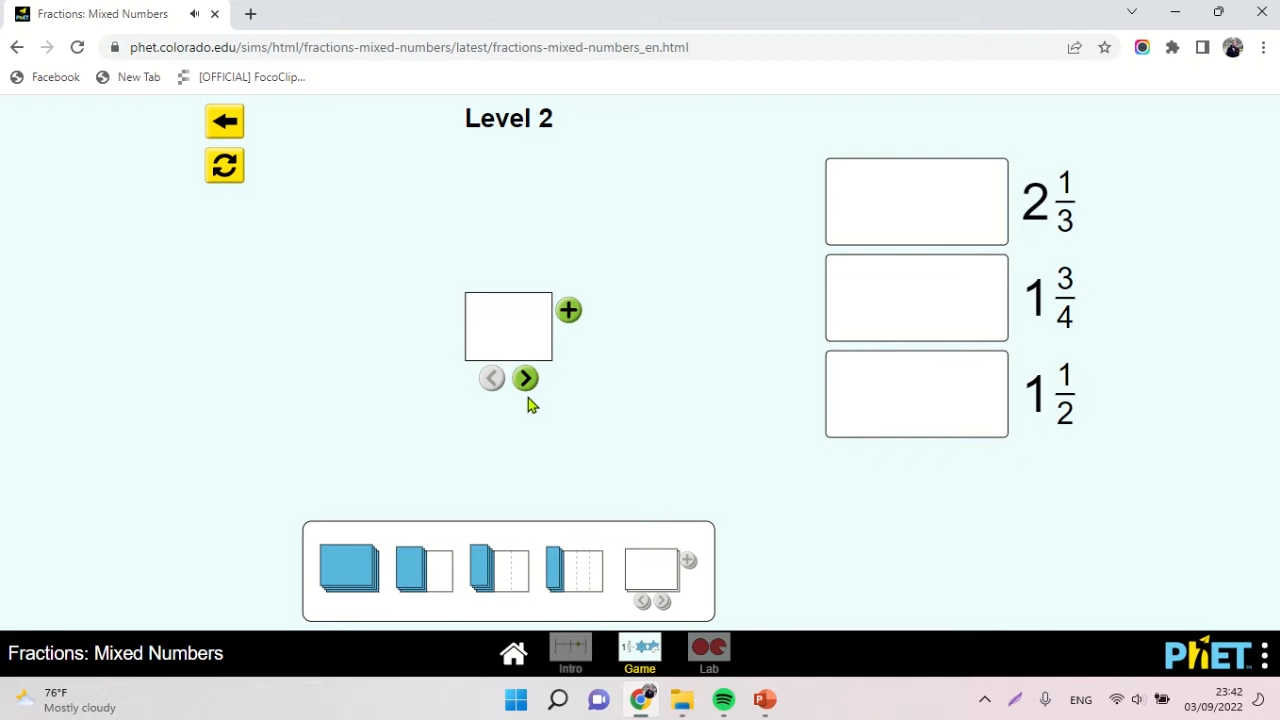 Fractions: Mixed Numbers
phet.colorado.edu/sims/html/fractions-mixed-numbers/latest/fractions-mixed-numbers_en.html
Facebook
New Tab
[OFFICIAL] FocoClip...
Level 2
2 1/3
1 3/4
1 1/2
Fractions: Mixed Numbers
Intro
Game
Lab
PhET
76°F
Mostly cloudy
ENG
23:42
03/09/2022